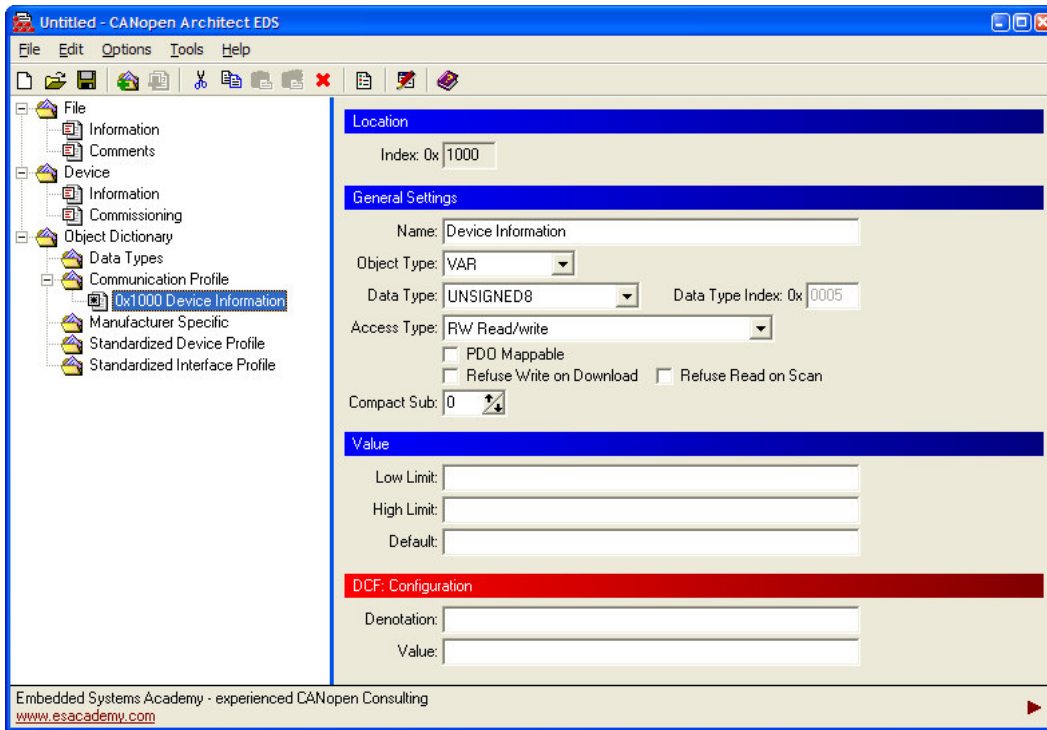 Untitled - CANopen Architect EDS
File Edit Options Tools Help
File
Information
Comments
Device
Information
Commissioning
Object Dictionary
Data Types
Communication Profile
0x1000 Device Information
Manufacturer Specific
Standardized Device Profile
Standardized Interface Profile
Location
Index: 0x 1000
General Settings
Name: Device Information
Object Type: VAR
Data Type: UNSIGNED8 Data Type Index: 0x 0005
Access Type: RW Read/write
PDO Mappable
Refuse Write on Download Refuse Read on Scan
Compact Sub: 0
Value
Low Limit:
High Limit:
Default:
DCF: Configuration
Denotation:
Value:
Embedded Systems Academy - experienced CANopen Consulting
www.esacademy.com